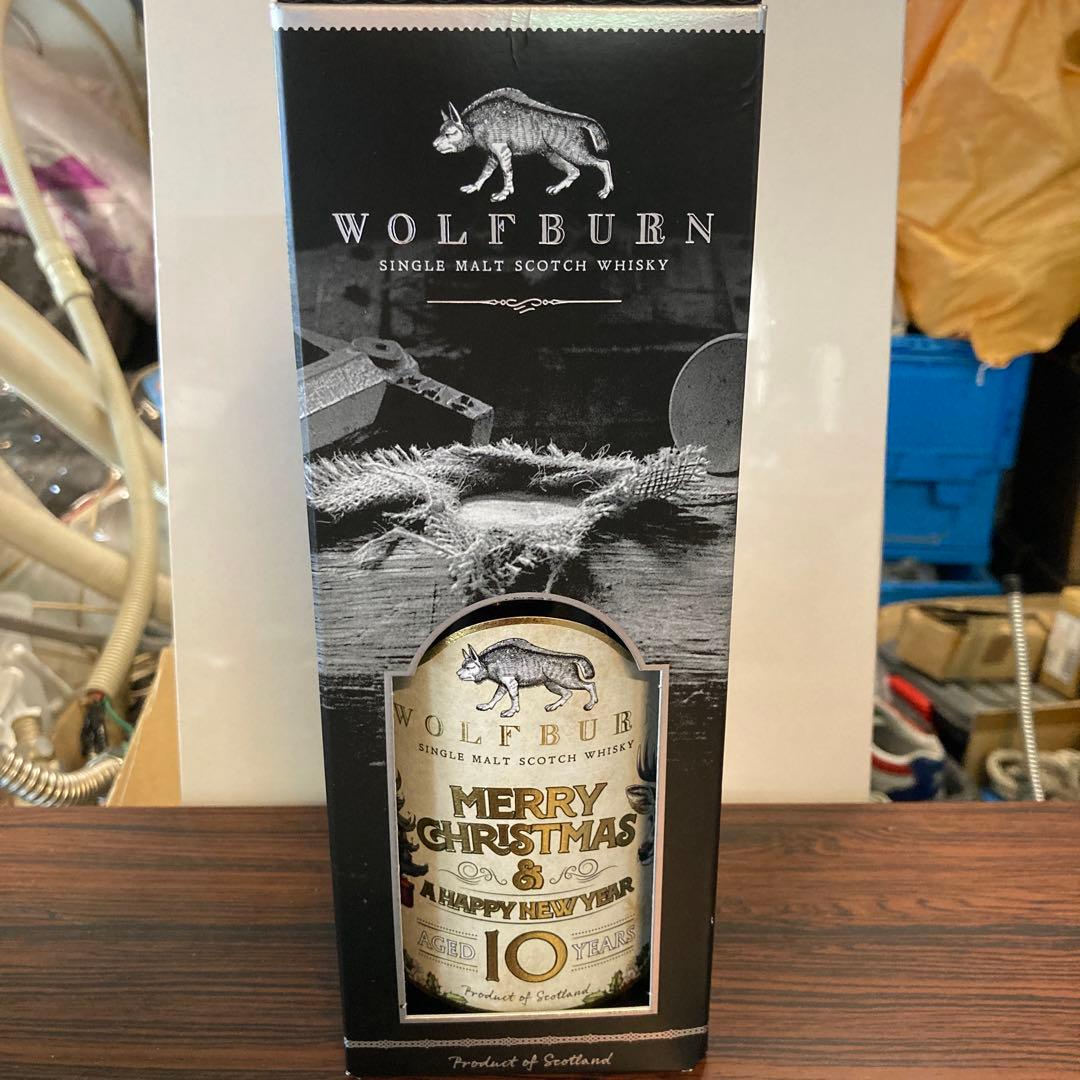 WOLFBURN
SINGLE MALT SCOTCH WHISKY
WOLFBUR
SINGLE MALT SCOTCH WHISKY
MERRY
CHRISTMAS
&
A HAPPY NEW YEAR
AGED 10 YEARS
Product of Scotland
Product of Scotland